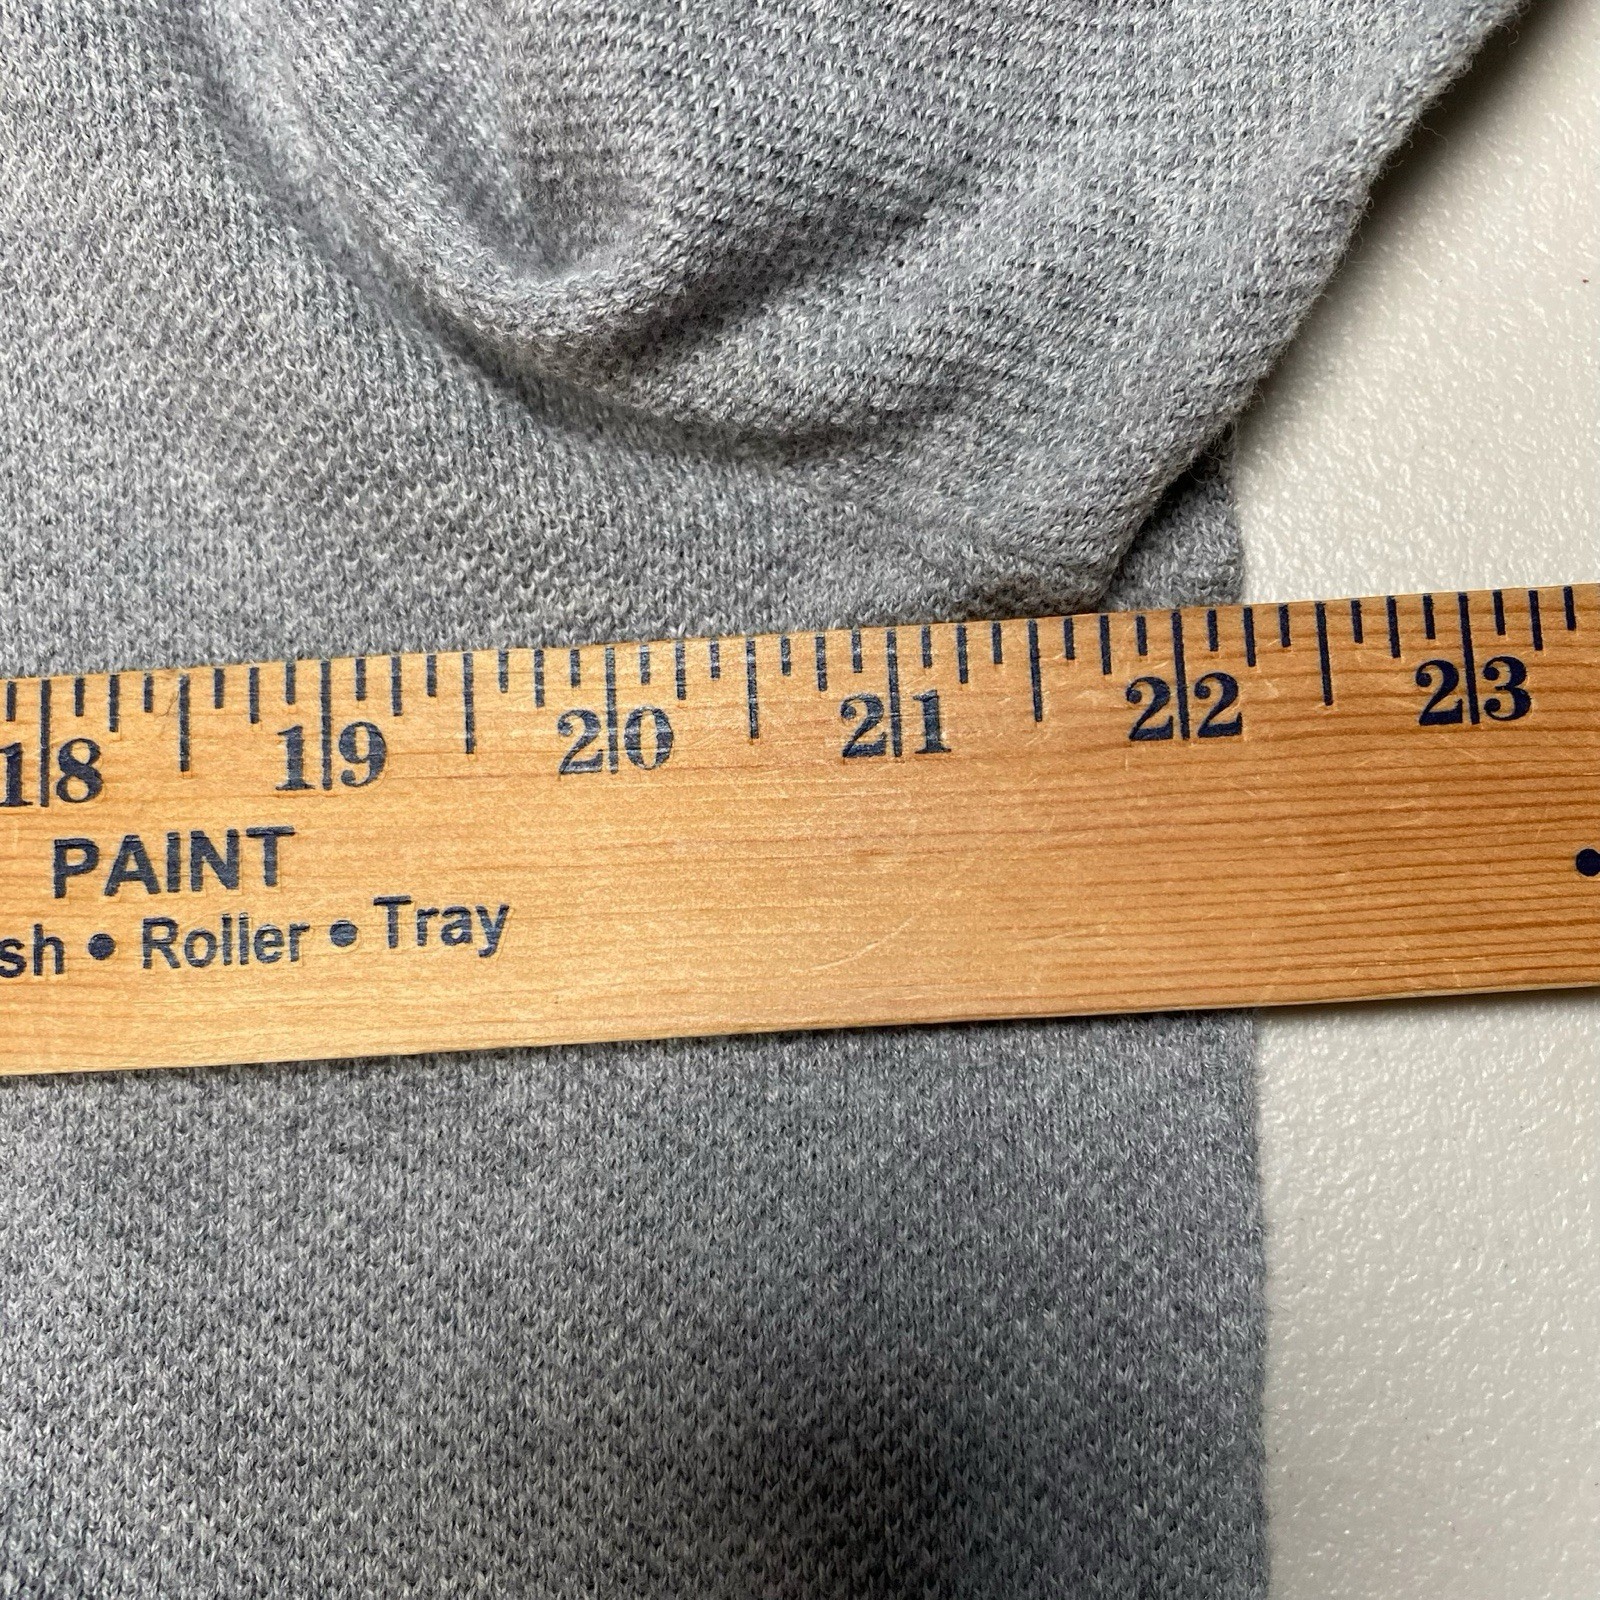 18 19 20 21 22 23
PAINT
sh • Roller • Tray